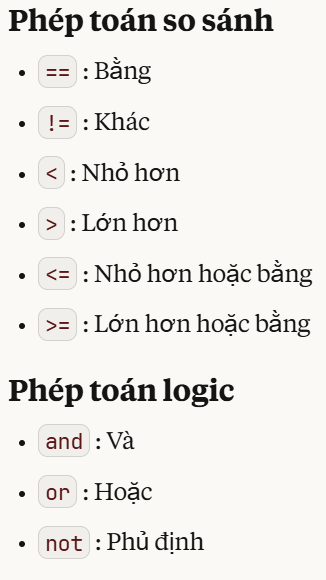 Phép toán so sánh
• == : Bằng
• != : Khác
• < : Nhỏ hơn
• > : Lớn hơn
• <= : Nhỏ hơn hoặc bằng
• >= : Lớn hơn hoặc bằng
Phép toán logic
• and : Và
• or : Hoặc
• not : Phủ định